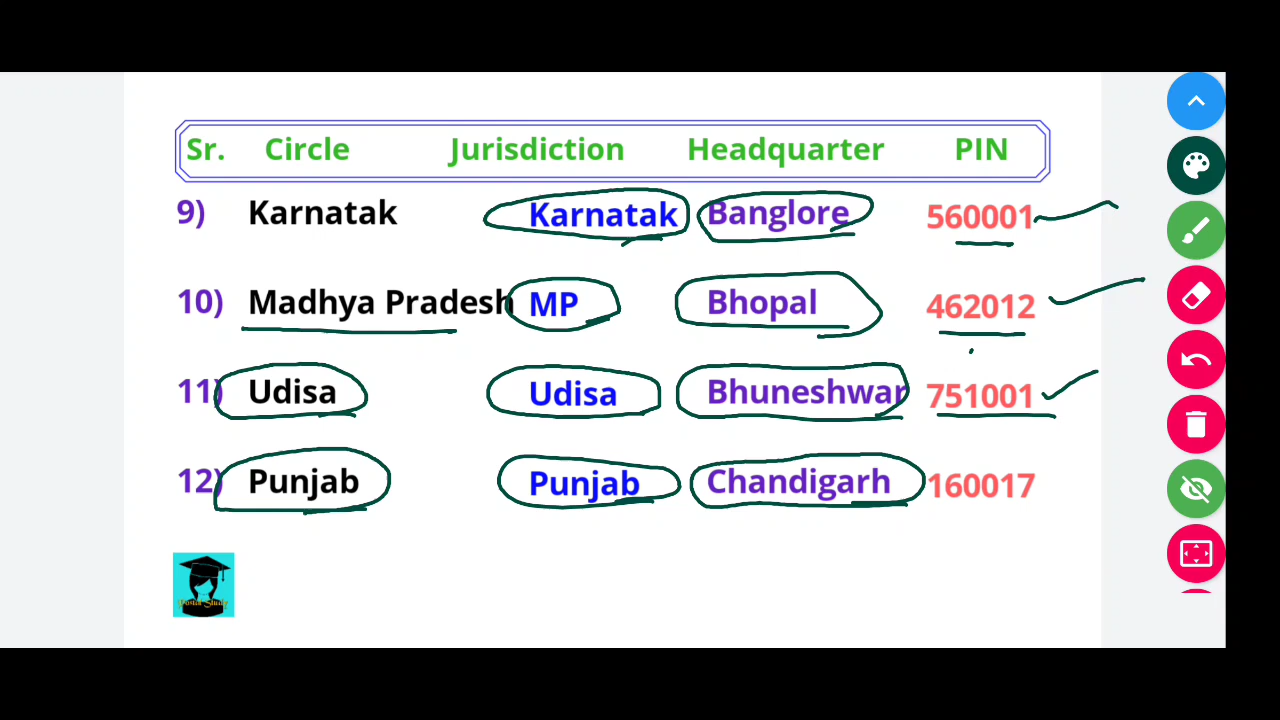 Sr. Circle Jurisdiction Headquarter PIN
9) Karnatak Karnatak Banglore 560001
10) Madhya Pradesh MP Bhopal 462012
11) Udisa Udisa Bhuneshwar 751001
12) Punjab Punjab Chandigarh 160017